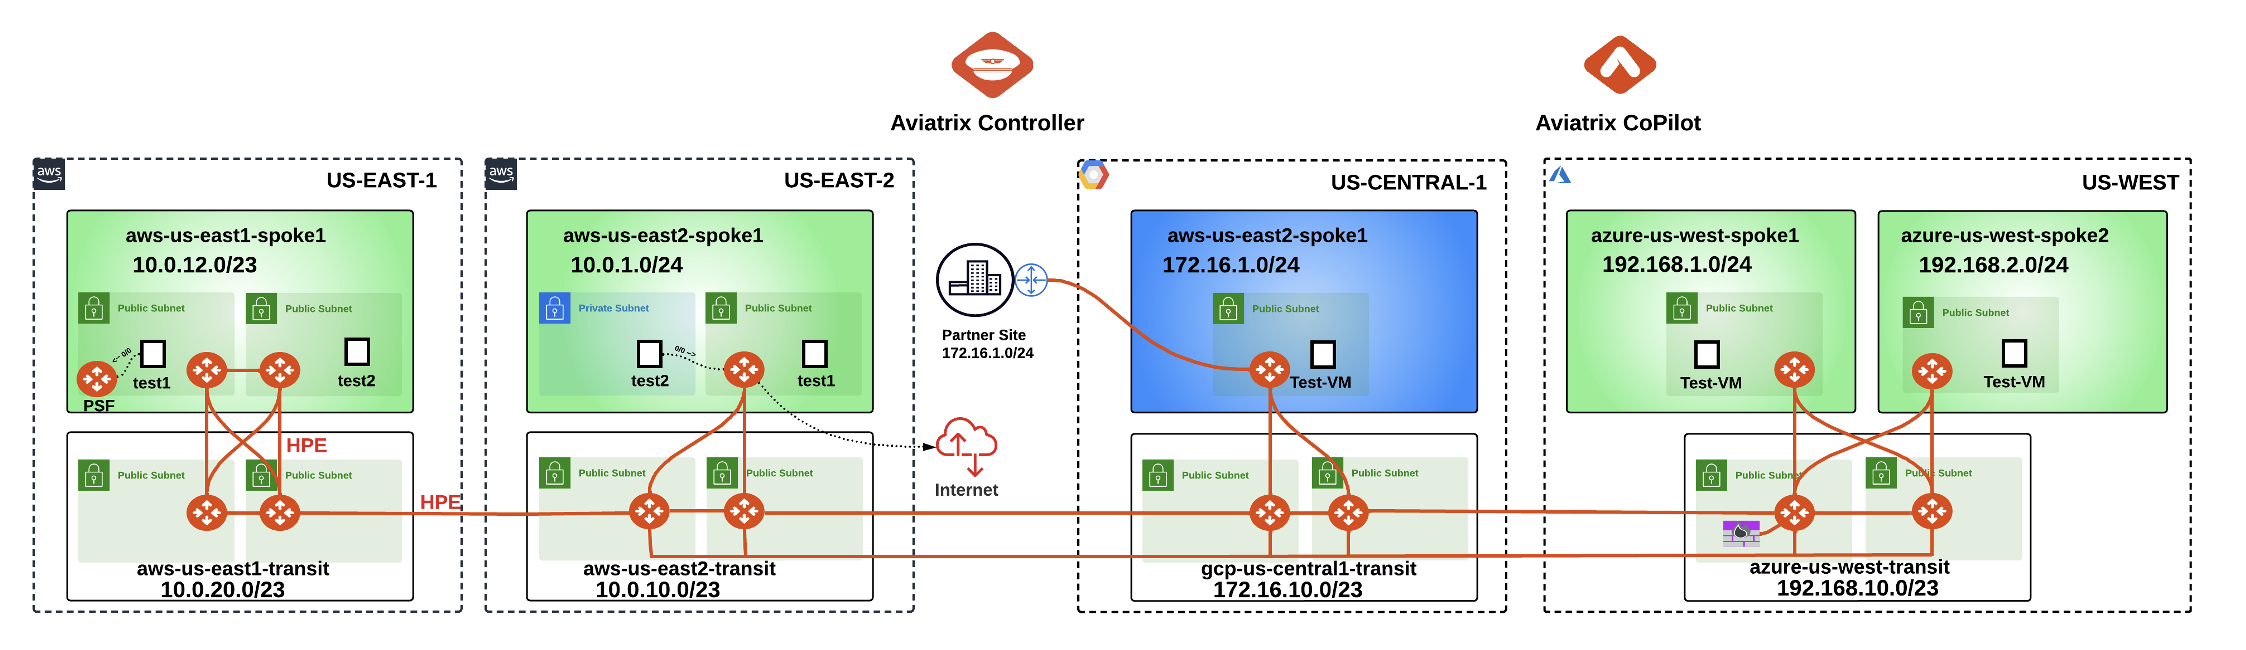 Aviatrix Controller
Aviatrix CoPilot
aws
US-EAST-1
aws-us-east1-spoke1
10.0.12.0/23
Public Subnet
Public Subnet
<-- 0/0
test1
test2
PSF
HPE
Public Subnet
Public Subnet
HPE
aws-us-east1-transit
10.0.20.0/23
aws
US-EAST-2
aws-us-east2-spoke1
10.0.1.0/24
Private Subnet
Public Subnet
0/0 -->
test2
test1
Public Subnet
Public Subnet
aws-us-east2-transit
10.0.10.0/23
Partner Site
172.16.1.0/24
Internet
US-CENTRAL-1
aws-us-east2-spoke1
172.16.1.0/24
Public Subnet
Test-VM
Public Subnet
Public Subnet
gcp-us-central1-transit
172.16.10.0/23
US-WEST
azure-us-west-spoke1
192.168.1.0/24
Public Subnet
Test-VM
azure-us-west-spoke2
192.168.2.0/24
Public Subnet
Test-VM
Public Subnet
Public Subnet
azure-us-west-transit
192.168.10.0/23